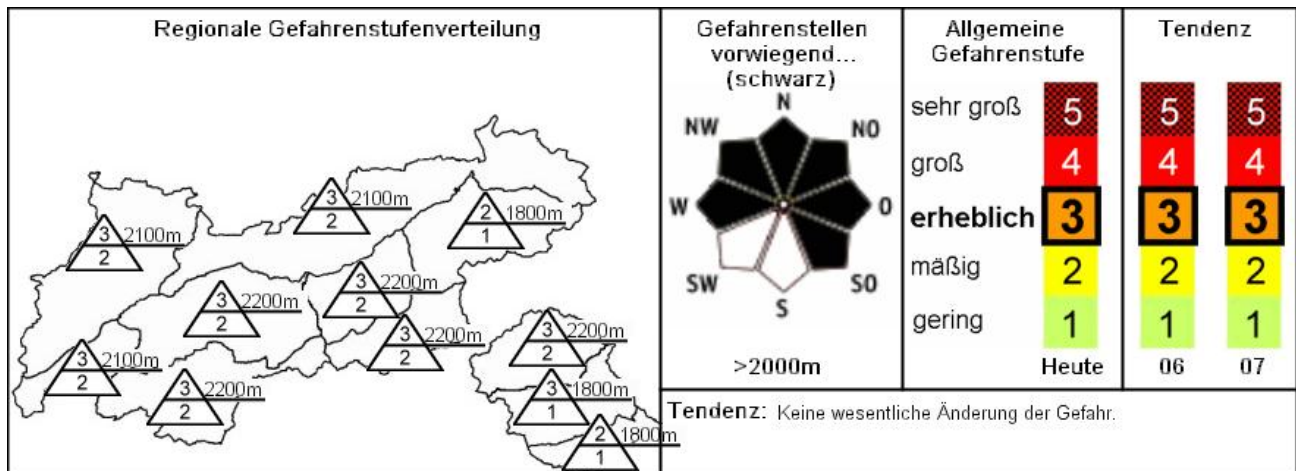 Regionale Gefahrenstufenverteilung
3
2100m
2
2
1800m
1
3
2100m
2
3
2200m
2
3
2200m
2
3
2200m
2
3
2200m
2
3
2100m
2
3
2200m
2
3
1800m
1
2
1800m
1
Gefahrenstellen
vorwiegend...
(schwarz)
N
NW
NO
W
O
SW
SO
S
>2000m
Allgemeine
Gefahrenstufe
sehr groß
5
groß
4
erheblich
3
mäßig
2
gering
1
Heute
Tendenz
5 5
4 4
3 3
2 2
1 1
06 07
Tendenz: Keine wesentliche Änderung der Gefahr.